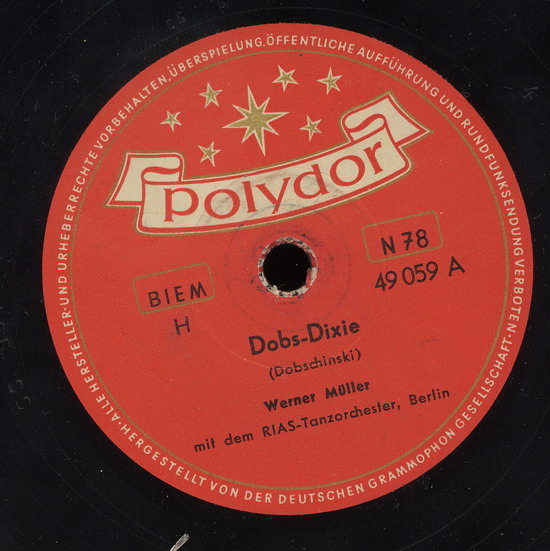 ALLE HERSTELLER- UND URHEBERRECHTE VORBEHALTEN, ÜBERSPIELUNG, ÖFFENTLICHE AUFFÜHRUNG UND RUNDFUNKSENDUNG VERBOTEN
polydor
N 78
BIEM
49 059 A
H
Dobs-Dixie
(Dobschinski)
Werner Müller
mit dem RIAS-Tanzorchester, Berlin
HERGESTELLT VON DER DEUTSCHEN GRAMMOPHON GESELLSCHAFT